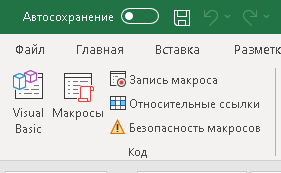 Автосохранение
Файл Главная Вставка Разметк
Visual Basic
Макросы
Запись макроса
Относительные ссылки
Безопасность макросов
Код